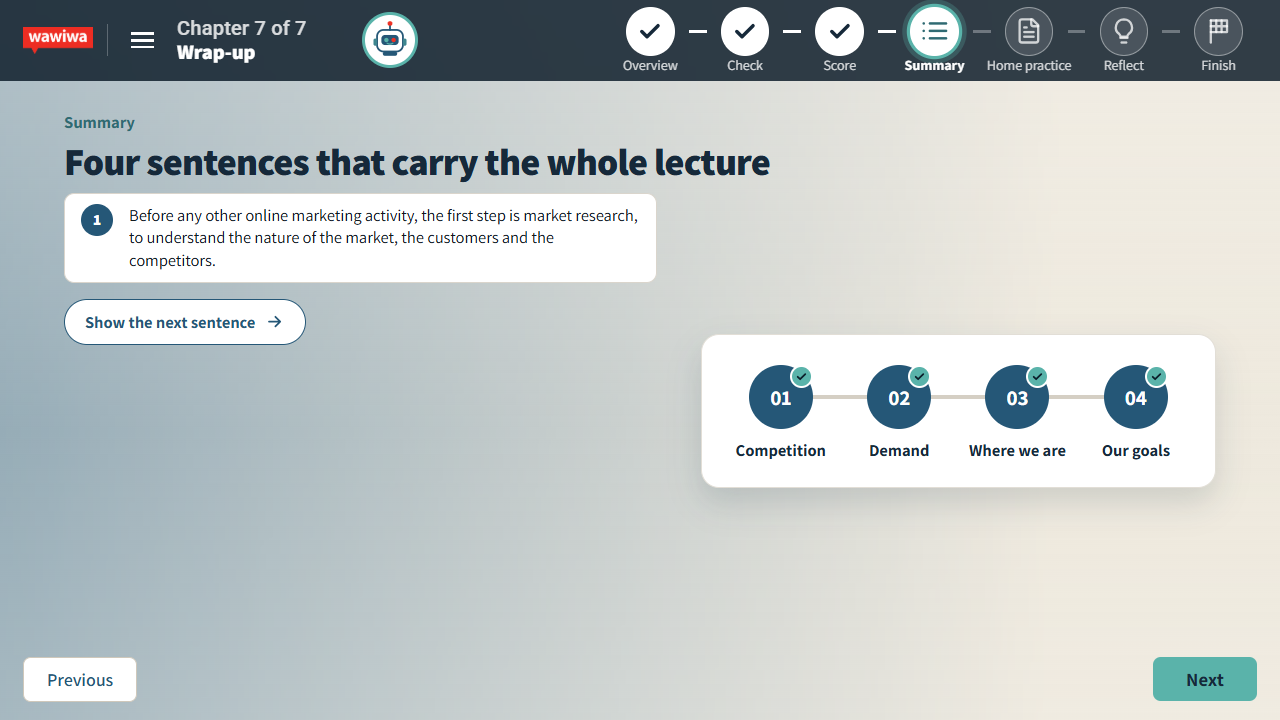 wawiwa
Chapter 7 of 7
Wrap-up
Overview
Check
Score
Summary
Home practice
Reflect
Finish
Summary
Four sentences that carry the whole lecture
1
Before any other online marketing activity, the first step is market research,
to understand the nature of the market, the customers and the
competitors.
Show the next sentence
01
02
03
04
Competition
Demand
Where we are
Our goals
Previous
Next